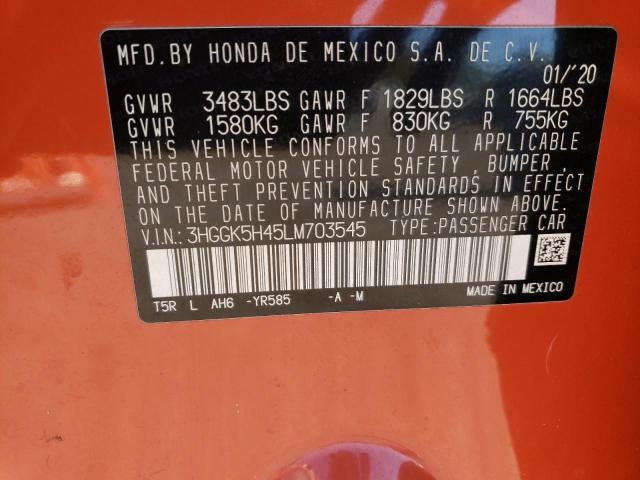 MFD.BY HONDA DE MEXICO S.A. DE C.V.
01/'20
GVWR 3483LBS GAWR F 1829LBS R 1664LBS
GVWR 1580KG GAWR F 830KG R 755KG
THIS VEHICLE CONFORMS TO ALL APPLICABLE
FEDERAL MOTOR VEHICLE SAFETY, BUMPER,
AND THEFT PREVENTION STANDARDS IN EFFECT
ON THE DATE OF MANUFACTURE SHOWN ABOVE.
V.I.N.: 3HGGK5H45LM703545 TYPE:PASSENGER CAR
T5R L AH6 -YR585 -A -M
MADE IN MEXICO